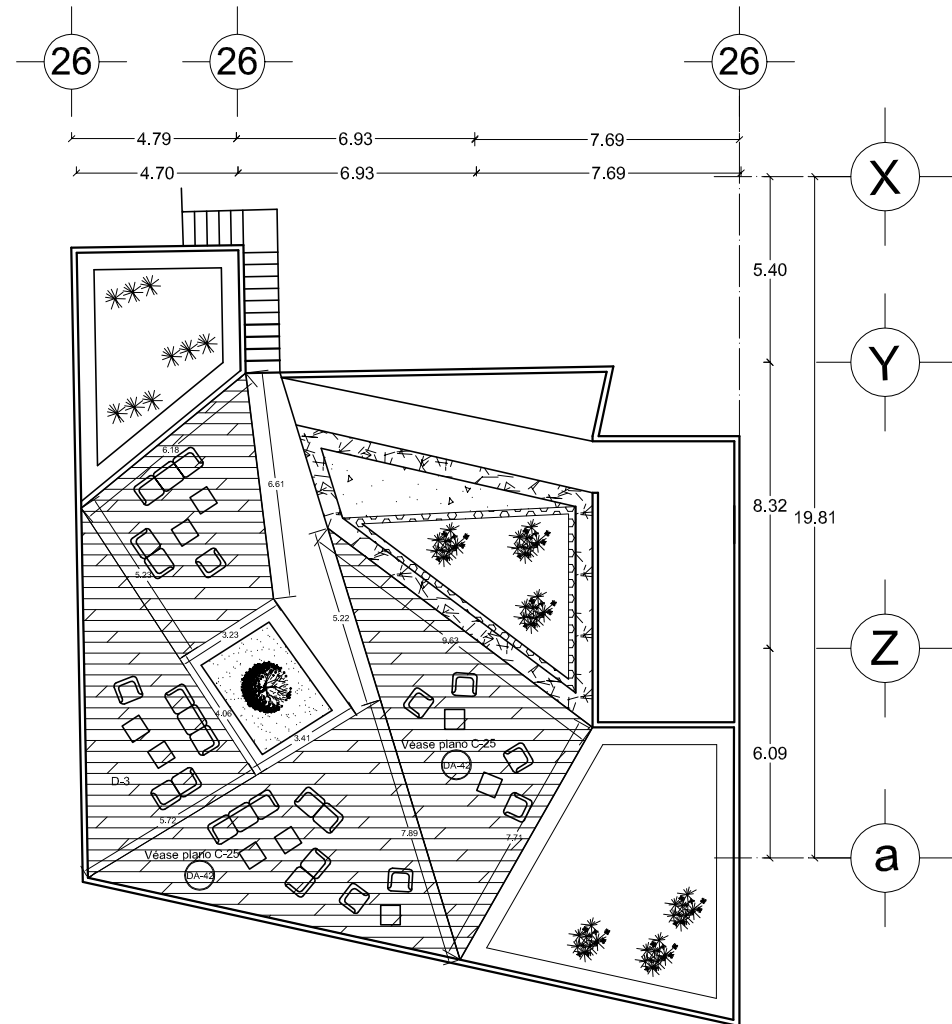 26 26 26
4.79 6.93 7.69
4.70 6.93 7.69
X
5.40
Y
6.18
6.61
8.32
19.81
5.23
5.22
3.23
9.63
Z
4.06
3.41
Véase plano C-25
DA-42
6.09
D-3
5.72
7.89
7.71
Véase plano C-25
DA-42
a